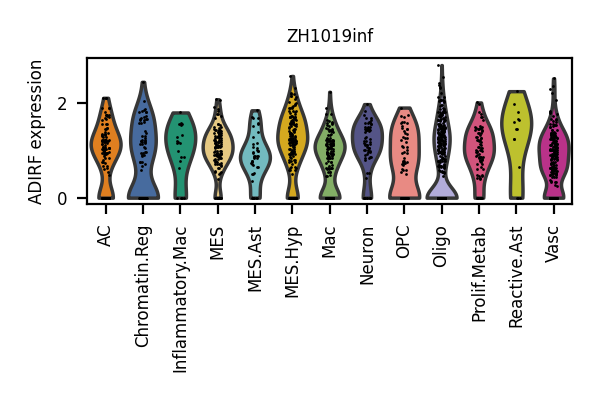 ZH1019inf
ADIRF expression
2
0
AC
Chromatin.Reg
Inflammatory.Mac
MES
MES.Ast
MES.Hyp
Mac
Neuron
OPC
Oligo
Prolif.Metab
Reactive.Ast
Vasc